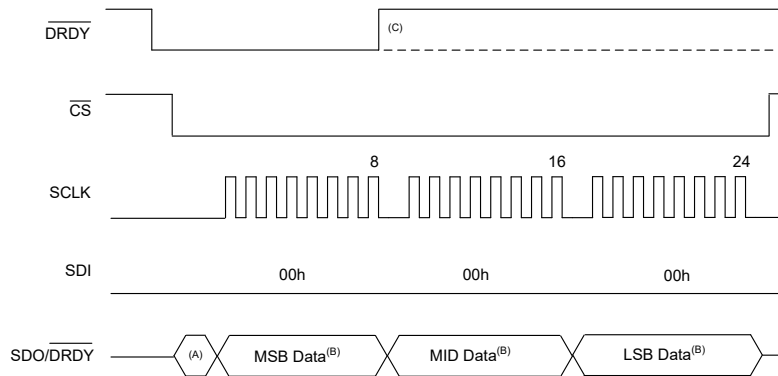 DRDY
(C)
CS
8
16
24
SCLK
SDI
00h
00h
00h
SDO/DRDY
(A)
MSB Data(B)
MID Data(B)
LSB Data(B)